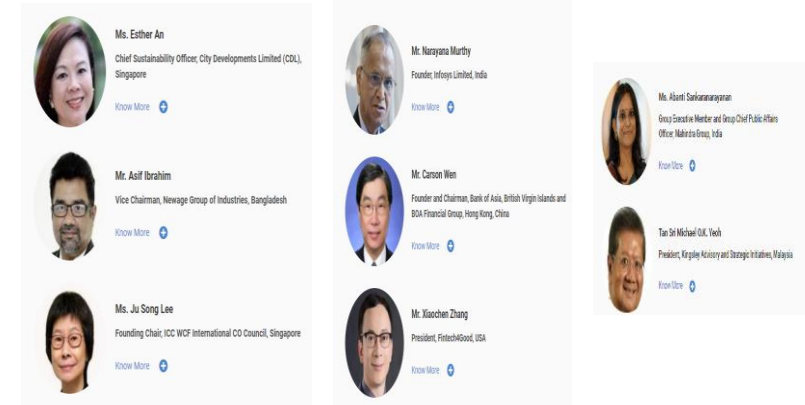 Ms. Esther An
Chief Sustainability Officer, City Developments Limited (CDL),
Singapore
Know More
Mr. Asif Ibrahim
Vice Chairman, Newage Group of Industries, Bangladesh
Know More
Ms. Ju Song Lee
Founding Chair, ICC WCF International CO Council, Singapore
Know More
Mr. Narayana Murthy
Founder, Infosys Limited, India
Know More
Mr. Carson Wen
Founder and Chairman, Bank of Asia, British Virgin Islands and
BOA Financial Group, Hong Kong, China
Know More
Mr. Xiaochen Zhang
President, Fintech4Good, USA
Know More
Ms. Abanti Sankaranarayanan
Group Executive Member and Group Chief Public Affairs
Officer, Mahindra Group, India
Know More
Tan Sri Michael O.K. Yeoh
President, Kingsley Advisory and Strategic Initiatives, Malaysia
Know More